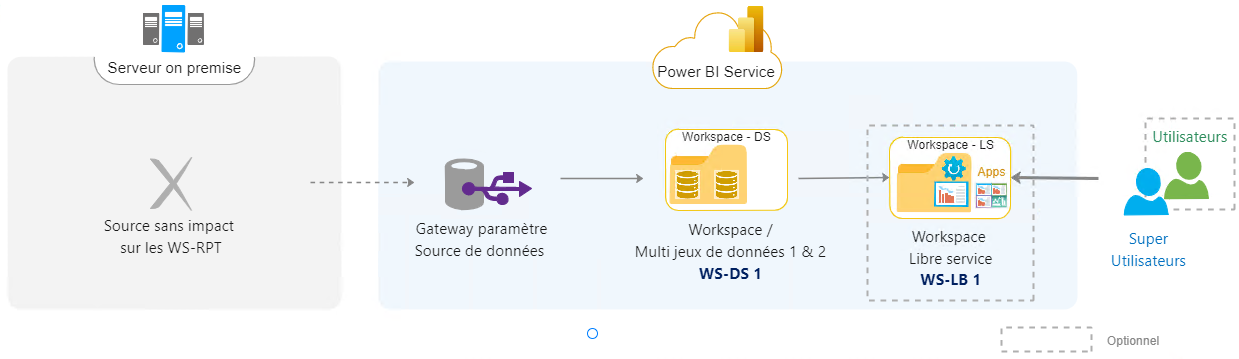 Serveur on premise
Power BI Service
Source sans impact
sur les WS-RPT
Gateway paramètre
Source de données
Workspace - DS
Workspace /
Multi jeux de données 1 & 2
WS-DS 1
Workspace - LS
Apps
Workspace
Libre service
WS-LB 1
Utilisateurs
Super
Utilisateurs
Optionnel